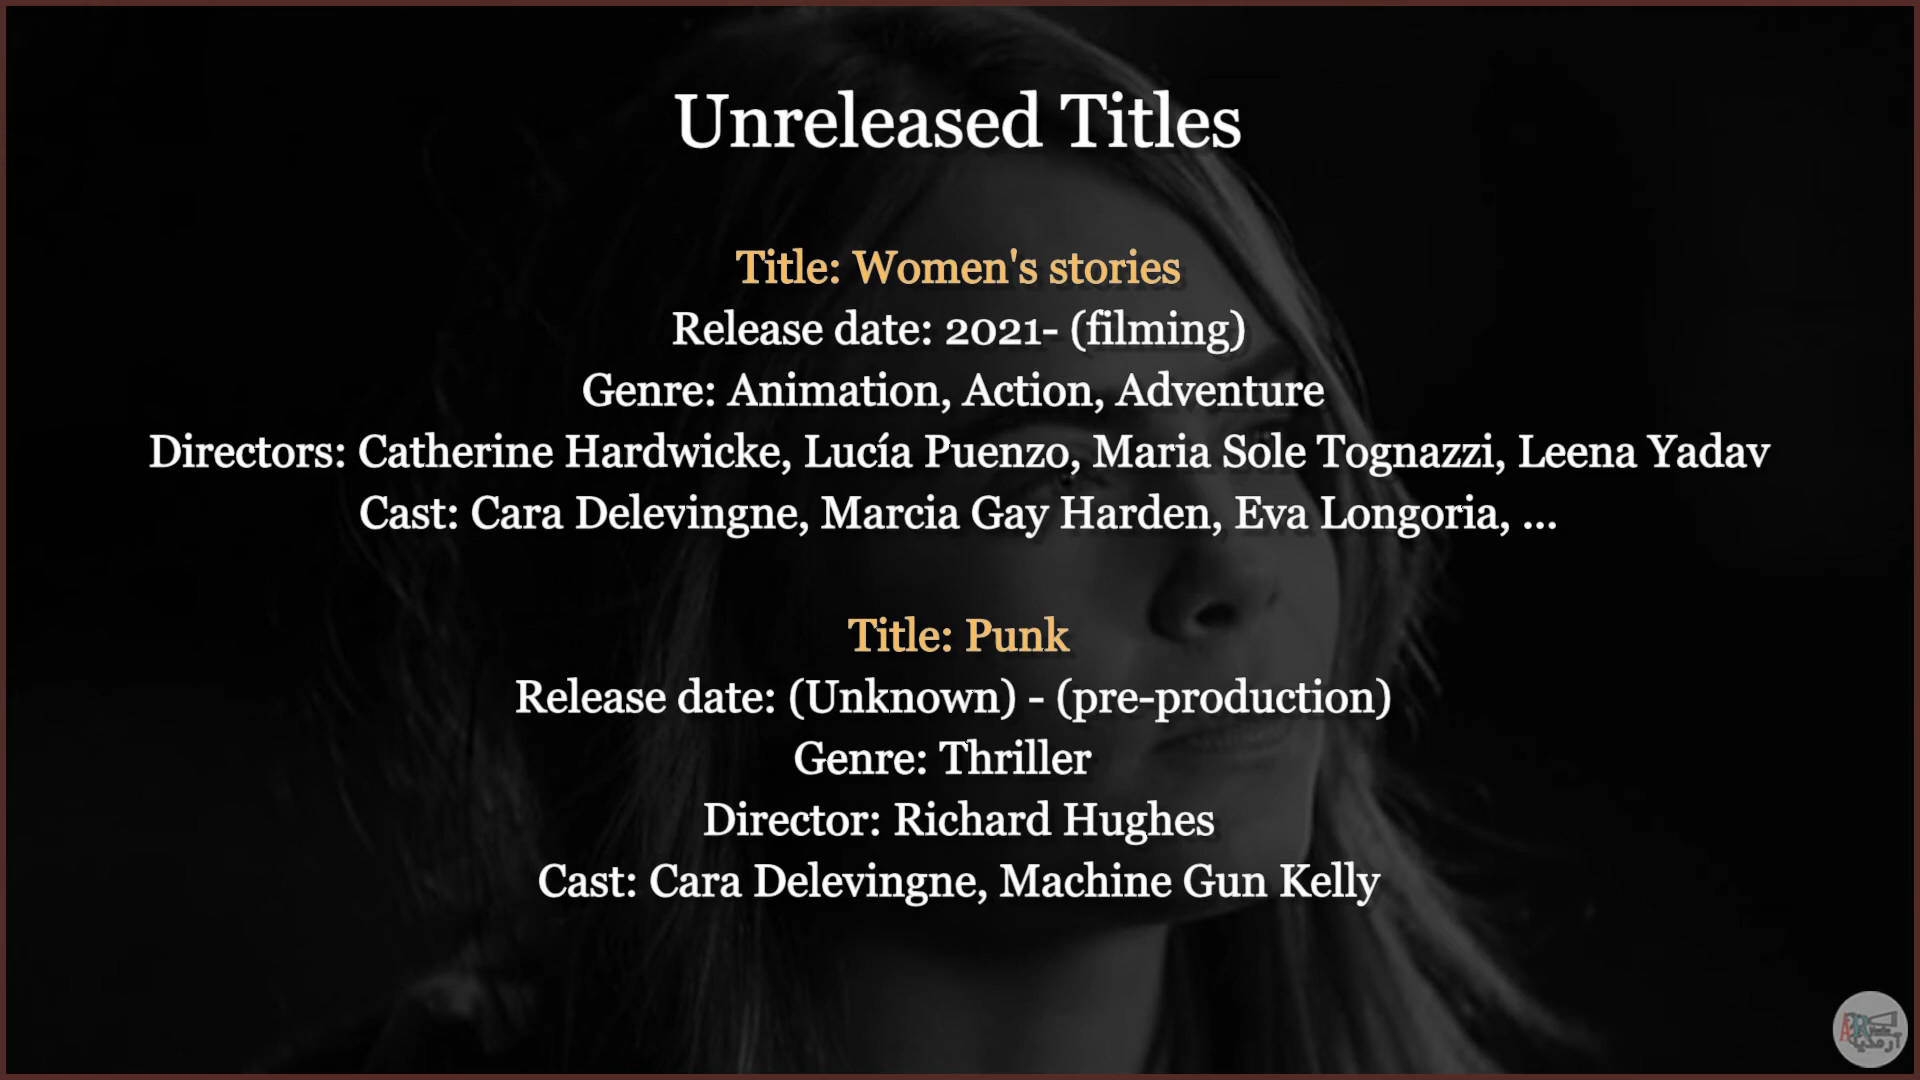 Unreleased Titles
Title: Women's stories
Release date: 2021- (filming)
Genre: Animation, Action, Adventure
Directors: Catherine Hardwicke, Lucía Puenzo, Maria Sole Tognazzi, Leena Yadav
Cast: Cara Delevingne, Marcia Gay Harden, Eva Longoria, ...
Title: Punk
Release date: (Unknown) - (pre-production)
Genre: Thriller
Director: Richard Hughes
Cast: Cara Delevingne, Machine Gun Kelly
آرمدیا